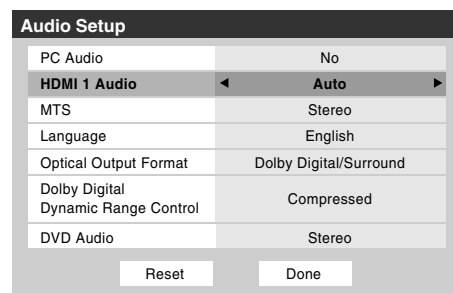 Audio Setup
PC Audio No
HDMI 1 Audio ◀ Auto ▶
MTS Stereo
Language English
Optical Output Format Dolby Digital/Surround
Dolby Digital
Dynamic Range Control Compressed
DVD Audio Stereo
Reset Done